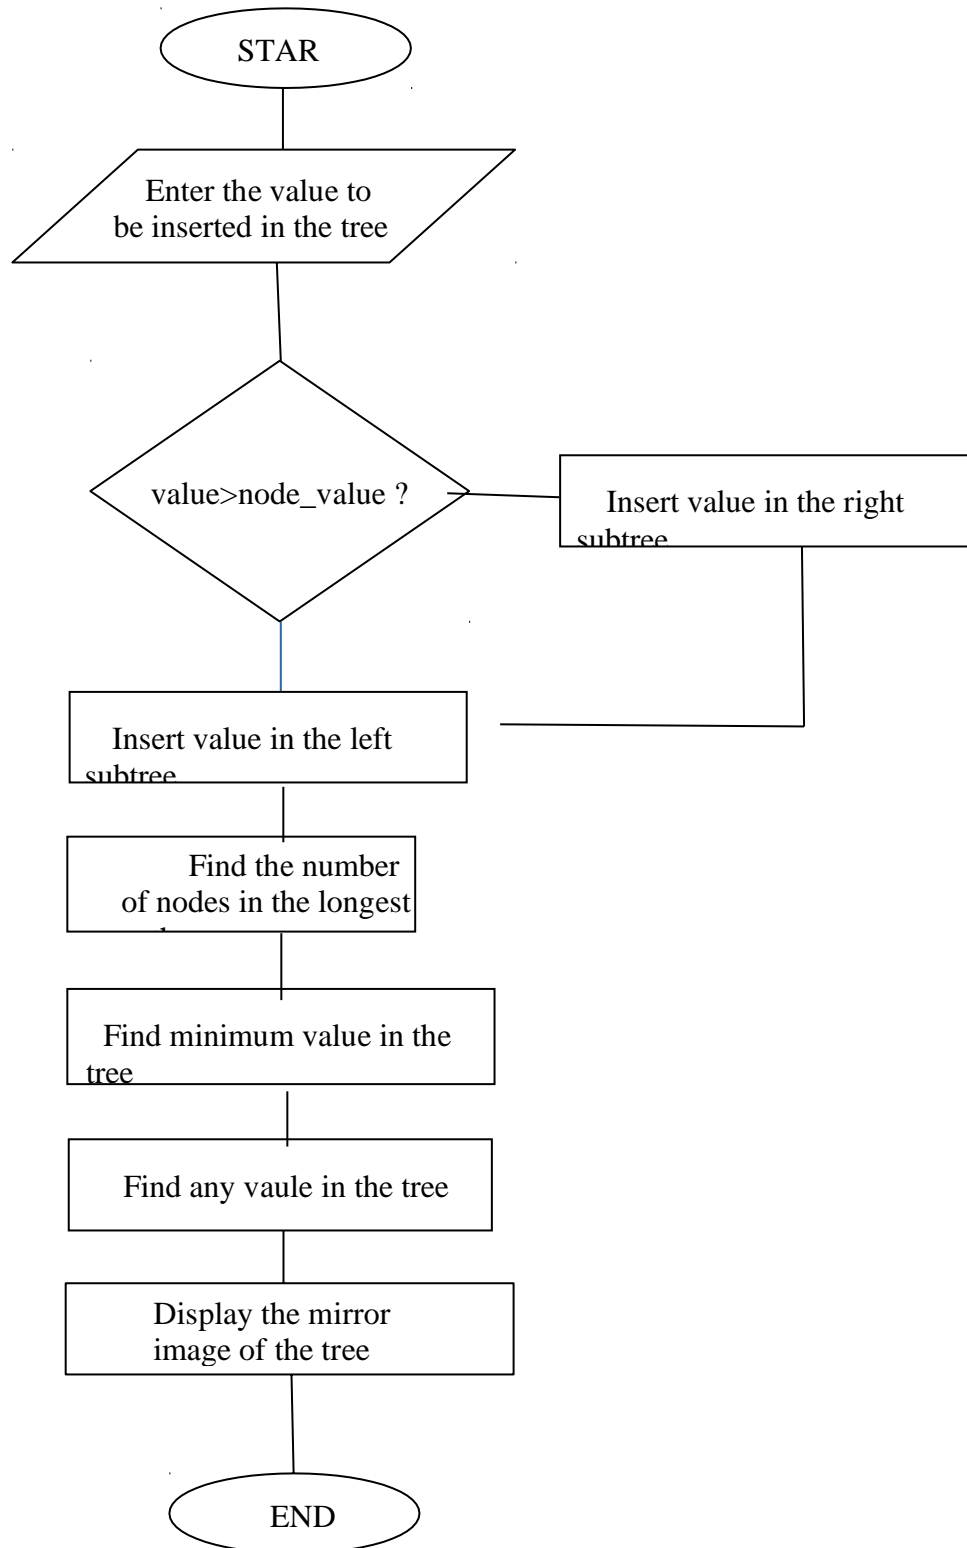 STAR
Enter the value to
be inserted in the tree
value>node_value ?
Insert value in the right
subtree
Insert value in the left
subtree
Find the number
of nodes in the longest
Find minimum value in the
tree
Find any vaule in the tree
Display the mirror
image of the tree
END